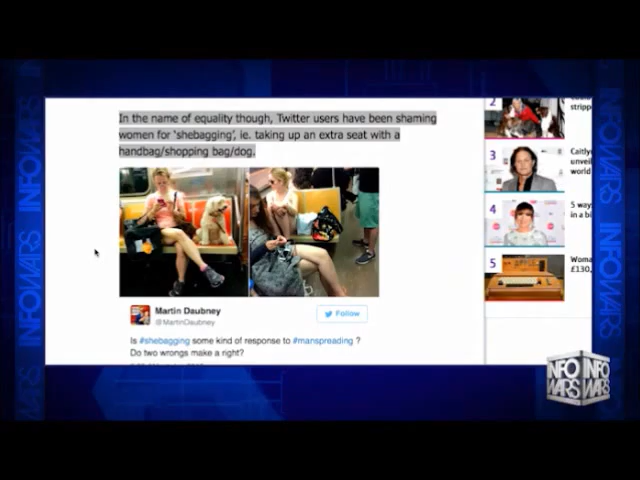 In the name of equality though, Twitter users have been shaming
women for 'shebagging', ie. taking up an extra seat with a
handbag/shopping bag/dog.
Martin Daubney
@MartinDaubney
Follow
Is #shebagging some kind of response to #manspreading ?
Do two wrongs make a right?
2
stripp
3
Caitly
unveil
world
4
5 way
in a bi
5
Woma
£130,
INFOWARS
INFOWARS
INFO
WARS
INFO
WARS